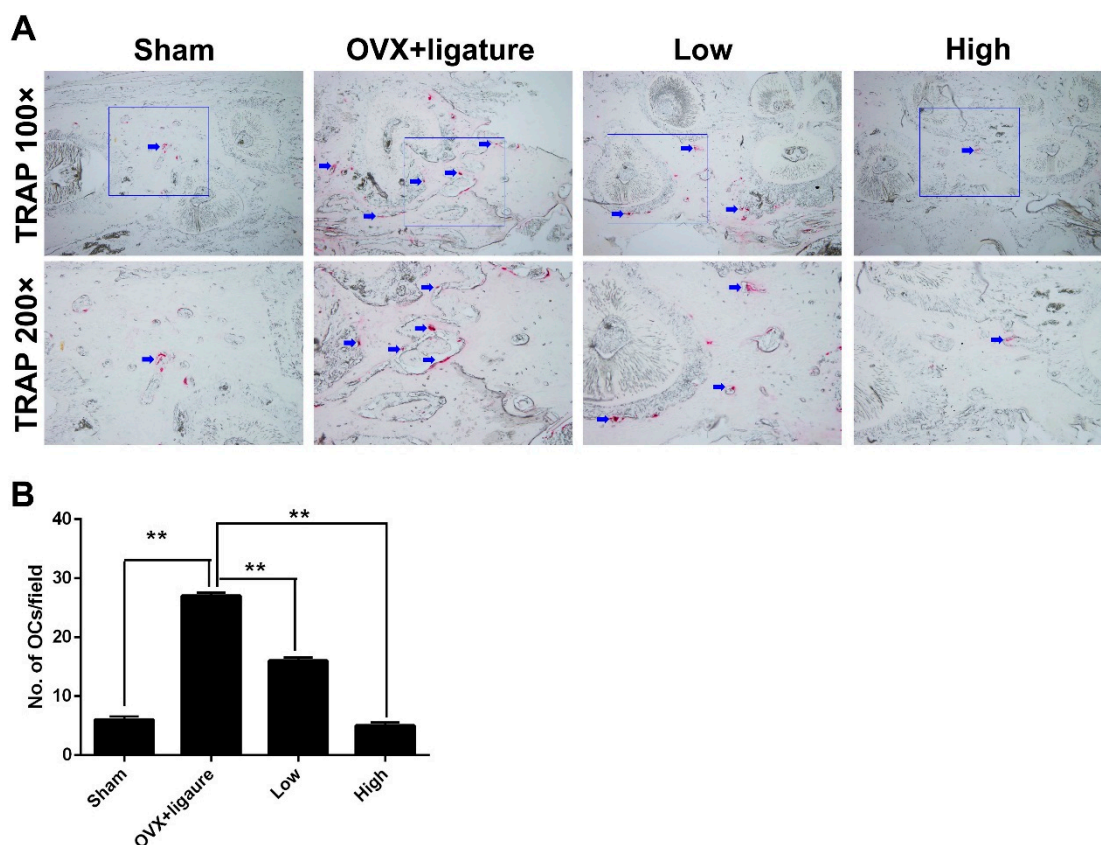 A
Sham OVX+ligature Low High
TRAP 100×
TRAP 200×
B
No. of OCs/field
40
30
20
10
0
** ** **
Sham OVX+ligaure Low High